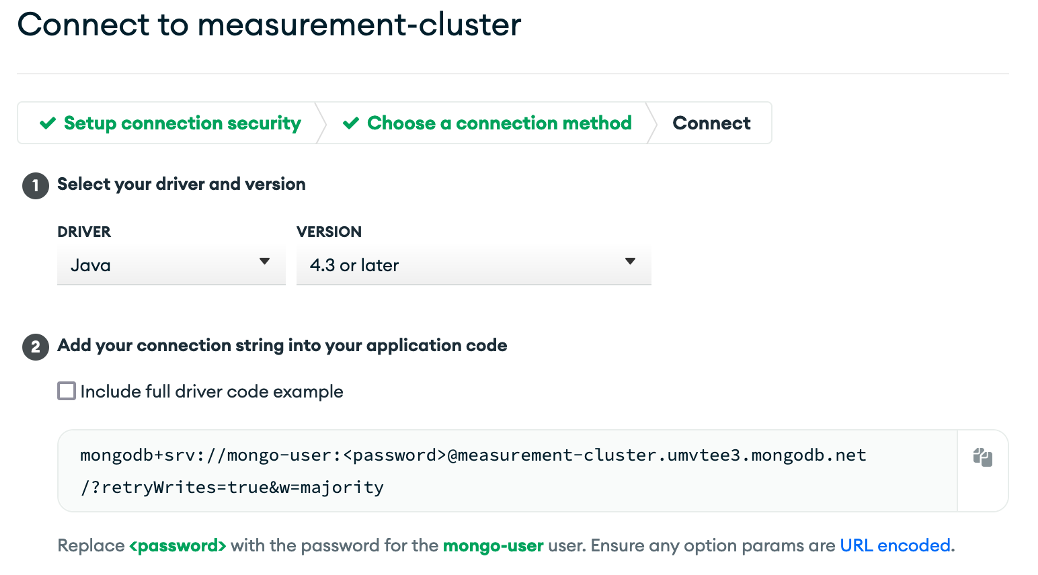 Connect to measurement-cluster
✔ Setup connection security
✔ Choose a connection method
Connect
1 Select your driver and version
DRIVER
VERSION
Java
4.3 or later
2 Add your connection string into your application code
Include full driver code example
mongodb+srv://mongo-user:<password>@measurement-cluster.umvtee3.mongodb.net
/?retryWrites=true&w=majority
Replace <password> with the password for the mongo-user user. Ensure any option params are URL encoded.